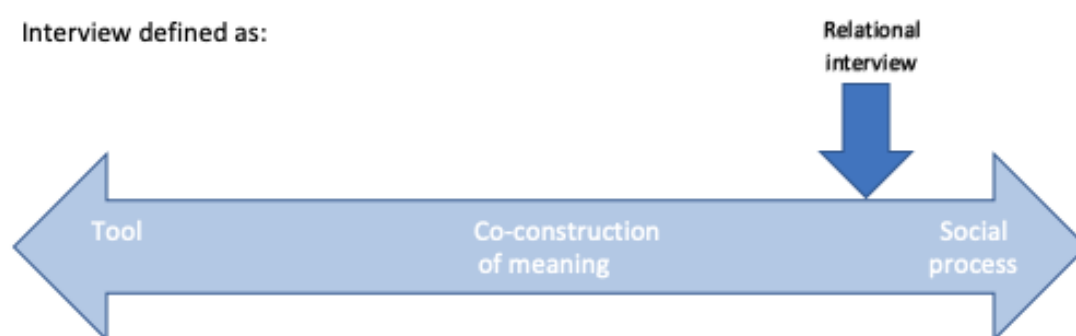 Interview defined as:
Relational
interview
Tool
Co-construction
of meaning
Social
process